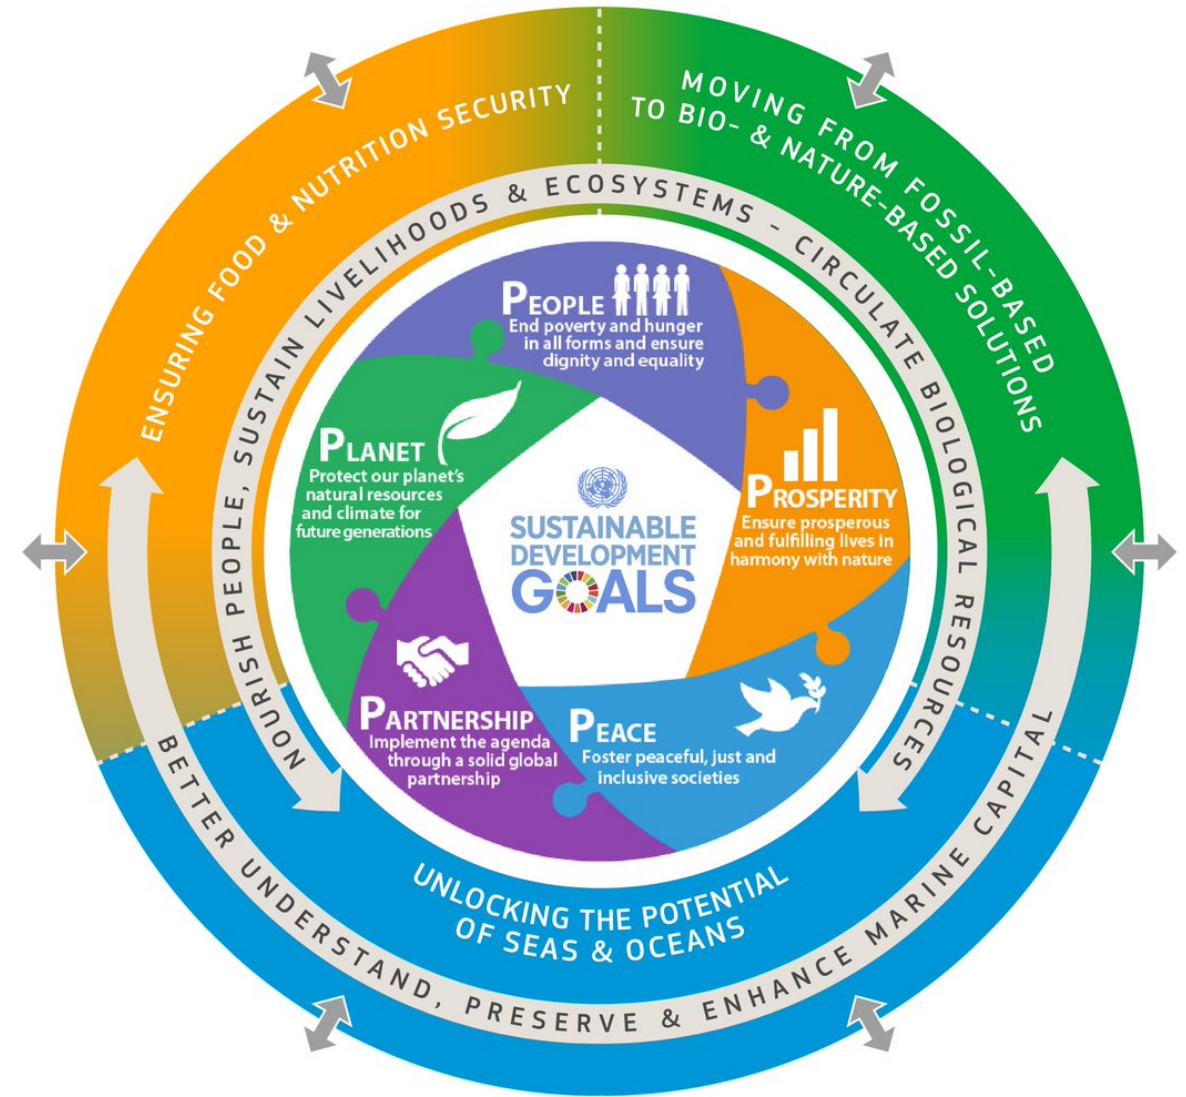 ENSURING FOOD & NUTRITION SECURITY
MOVING FROM FOSSIL-BASED
TO BIO- & NATURE-BASED SOLUTIONS
NOURISH PEOPLE, SUSTAIN LIVELIHOODS & ECOSYSTEMS - CIRCULATE BIOLOGICAL RESOURCES
PEOPLE
End poverty and hunger
in all forms and ensure
dignity and equality
PLANET
Protect our planet's
natural resources
and climate for
future generations
PROSPERITY
Ensure prosperous
and fulfilling lives in
harmony with nature
SUSTAINABLE
DEVELOPMENT
GOALS
PARTNERSHIP
Implement the agenda
through a solid global
partnership
PEACE
Foster peaceful, just and
inclusive societies
UNLOCKING THE POTENTIAL
OF SEAS & OCEANS
BETTER UNDERSTAND, PRESERVE & ENHANCE MARINE CAPITAL